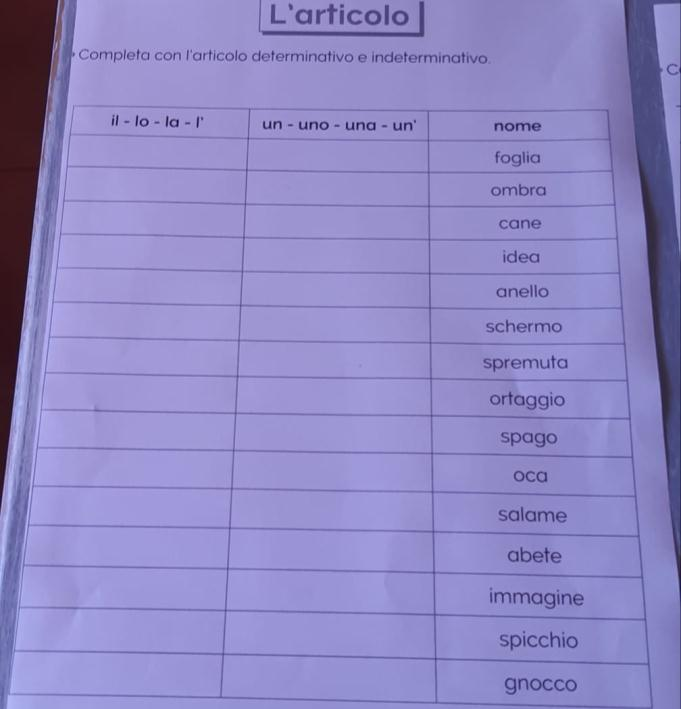 L'articolo
Completa con l'articolo determinativo e indeterminativo.
il - lo - la - l' un - uno - una - un' nome
foglia
ombra
cane
idea
anello
schermo
spremuta
ortaggio
spago
oca
salame
abete
immagine
spicchio
gnocco